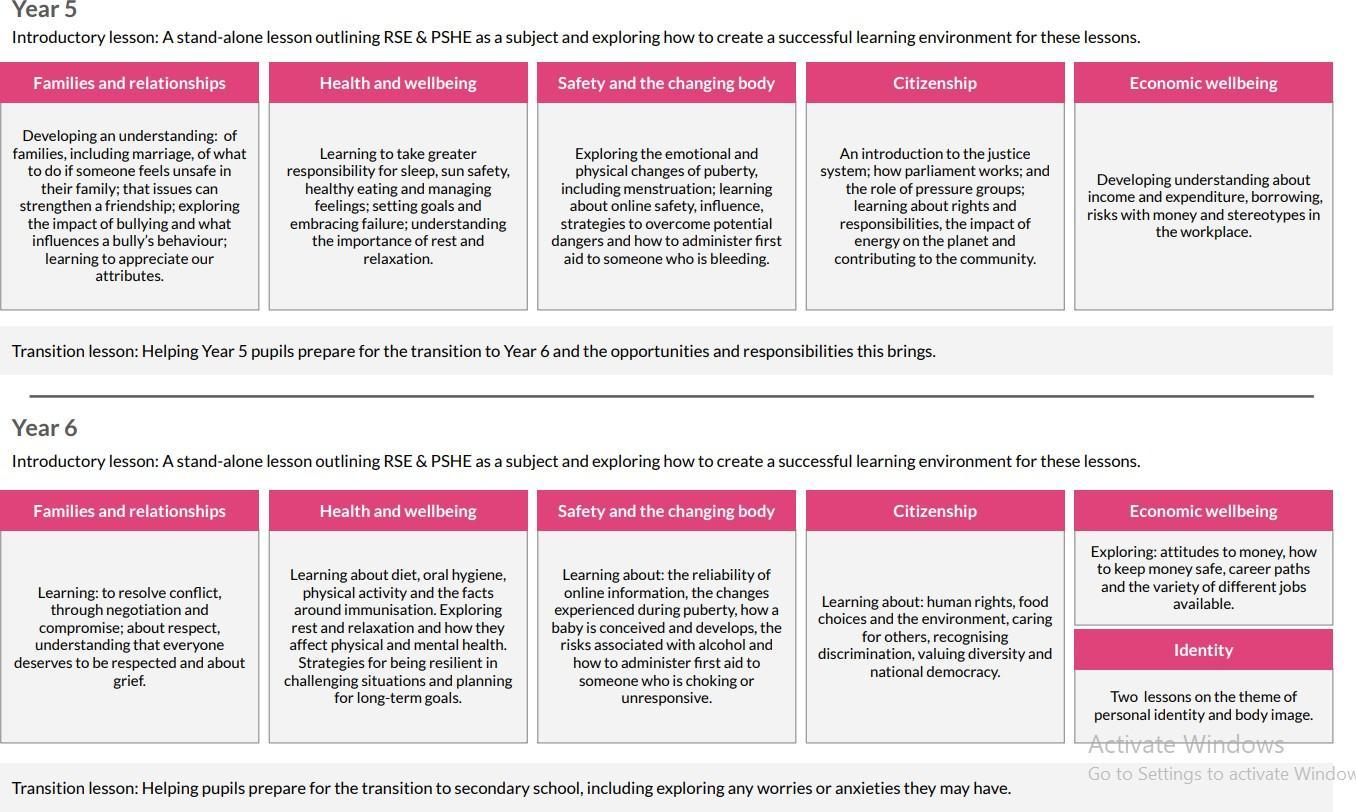 Year 5
Introductory lesson: A stand-alone lesson outlining RSE & PSHE as a subject and exploring how to create a successful learning environment for these lessons.
Families and relationships
Developing an understanding: of
families, including marriage, of what
to do if someone feels unsafe in
their family; that issues can
strengthen a friendship; exploring
the impact of bullying and what
influences a bully's behaviour;
learning to appreciate our
attributes.
Health and wellbeing
Learning to take greater
responsibility for sleep, sun safety,
healthy eating and managing
feelings; setting goals and
embracing failure; understanding
the importance of rest and
relaxation.
Safety and the changing body
Exploring the emotional and
physical changes of puberty,
including menstruation; learning
about online safety, influence,
strategies to overcome potential
dangers and how to administer first
aid to someone who is bleeding.
Citizenship
An introduction to the justice
system; how parliament works; and
the role of pressure groups;
learning about rights and
responsibilities, the impact of
energy on the planet and
contributing to the community.
Economic wellbeing
Developing understanding about
income and expenditure, borrowing,
risks with money and stereotypes in
the workplace.
Transition lesson: Helping Year 5 pupils prepare for the transition to Year 6 and the opportunities and responsibilities this brings.
Year 6
Introductory lesson: A stand-alone lesson outlining RSE & PSHE as a subject and exploring how to create a successful learning environment for these lessons.
Families and relationships
Learning: to resolve conflict,
through negotiation and
compromise; about respect,
understanding that everyone
deserves to be respected and about
grief.
Health and wellbeing
Learning about diet, oral hygiene,
physical activity and the facts
around immunisation. Exploring
rest and relaxation and how they
affect physical and mental health.
Strategies for being resilient in
challenging situations and planning
for long-term goals.
Safety and the changing body
Learning about: the reliability of
online information, the changes
experienced during puberty, how a
baby is conceived and develops, the
risks associated with alcohol and
how to administer first aid to
someone who is choking or
unresponsive.
Citizenship
Learning about: human rights, food
choices and the environment, caring
for others, recognising
discrimination, valuing diversity and
national democracy.
Economic wellbeing
Exploring: attitudes to money, how
to keep money safe, career paths
and the variety of different jobs
available.
Identity
Two lessons on the theme of
personal identity and body image.
Activate Windows
Go to Settings to activate Window
Transition lesson: Helping pupils prepare for the transition to secondary school, including exploring any worries or anxieties they may have.